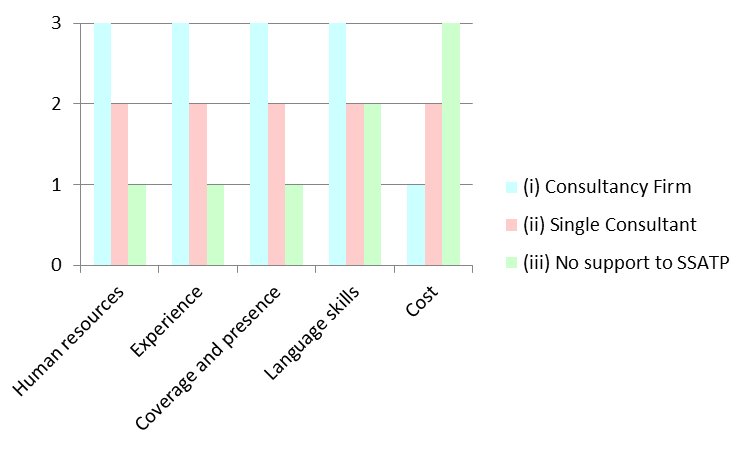 3
2
1
0
Human resources
Experience
Coverage and presence
Language skills
Cost
(i) Consultancy Firm
(ii) Single Consultant
(iii) No support to SSATP